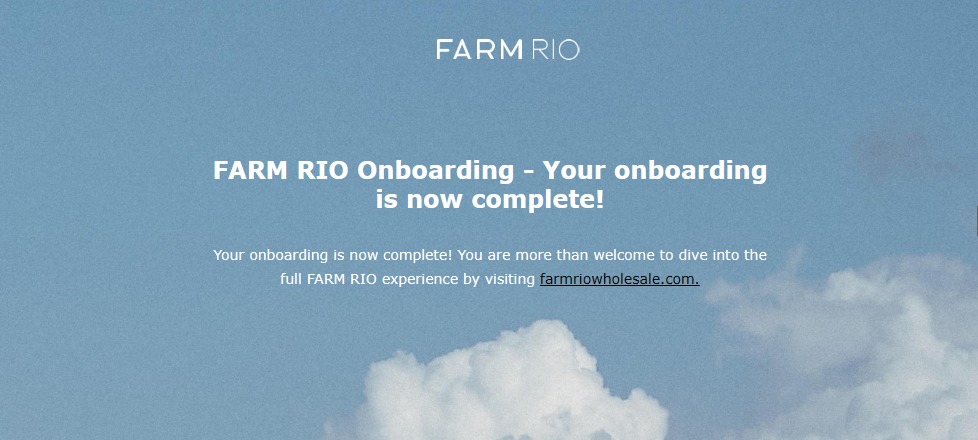 FARM RIO
FARM RIO Onboarding - Your onboarding
is now complete!
Your onboarding is now complete! You are more than welcome to dive into the
full FARM RIO experience by visiting farmriowholesale.com.